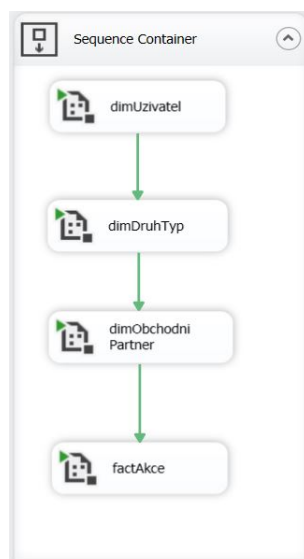 Sequence Container
dimUzivatel
dimDruhTyp
dimObchodni
Partner
factAkce